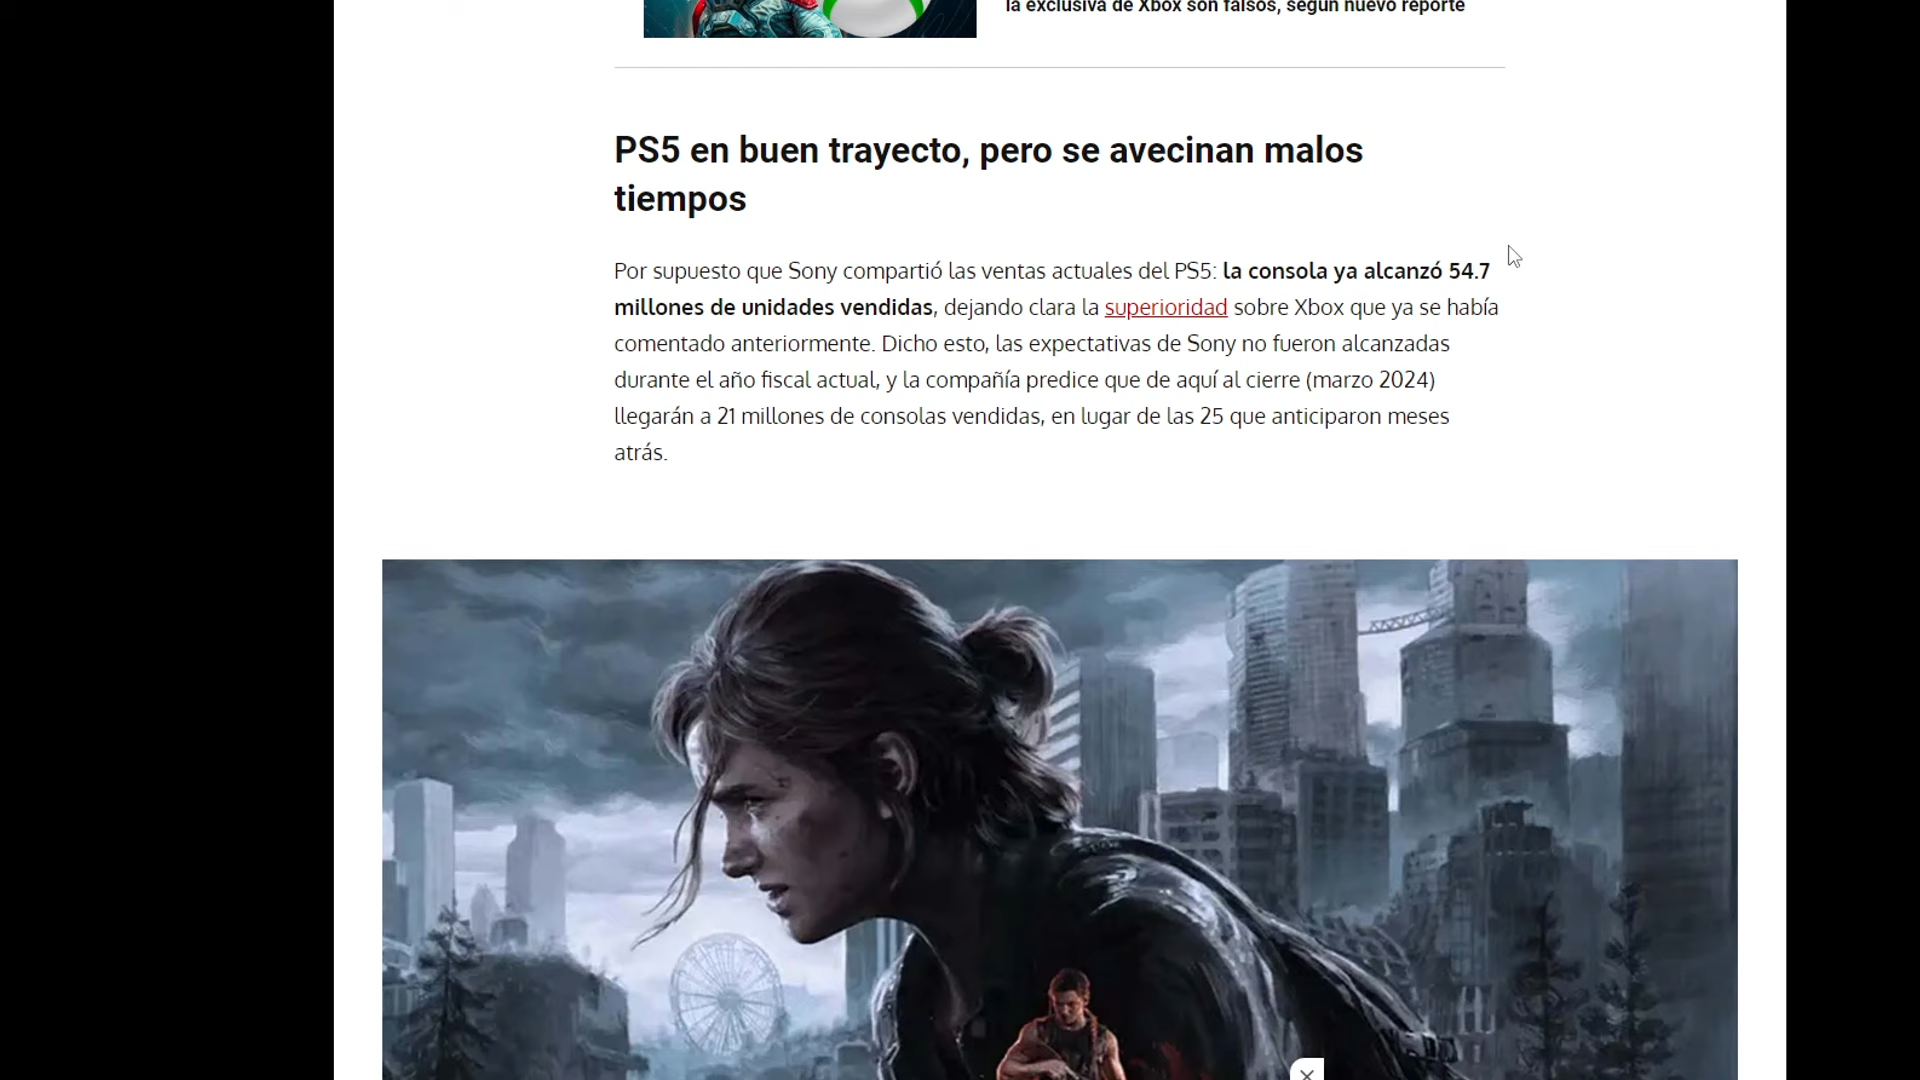 la exclusiva de Xbox son falsos, según nuevo reporte
PS5 en buen trayecto, pero se avecinan malos
tiempos
Por supuesto que Sony compartió las ventas actuales del PS5: la consola ya alcanzó 54.7
millones de unidades vendidas, dejando clara la superioridad sobre Xbox que ya se había
comentado anteriormente. Dicho esto, las expectativas de Sony no fueron alcanzadas
durante el año fiscal actual, y la compañía predice que de aquí al cierre (marzo 2024)
llegarán a 21 millones de consolas vendidas, en lugar de las 25 que anticiparon meses
atrás.